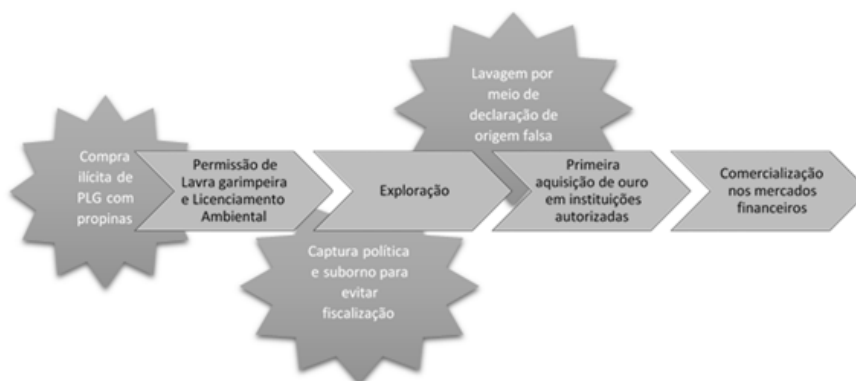 Compra
ilícita de
PLG com
propinas
Permissão de
Lavra garimpeira
e Licenciamento
Ambiental
Captura política
e suborno para
evitar
fiscalização
Exploração
Lavagem por
meio de
declaração de
origem falsa
Primeira
aquisição de ouro
em instituições
autorizadas
Comercialização
nos mercados
financeiros